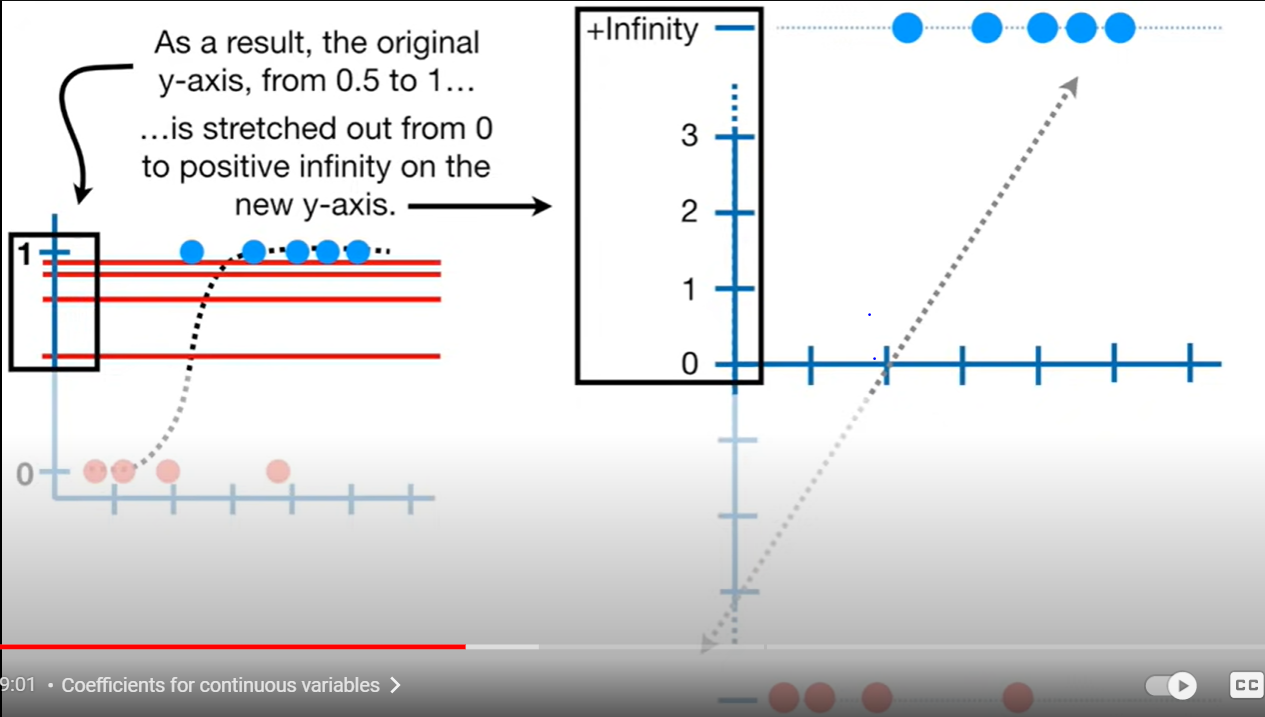 As a result, the original
y-axis, from 0.5 to 1…
…is stretched out from 0
to positive infinity on the
new y-axis.
1
0
+Infinity
3
2
1
0
9:01 • Coefficients for continuous variables >
CC